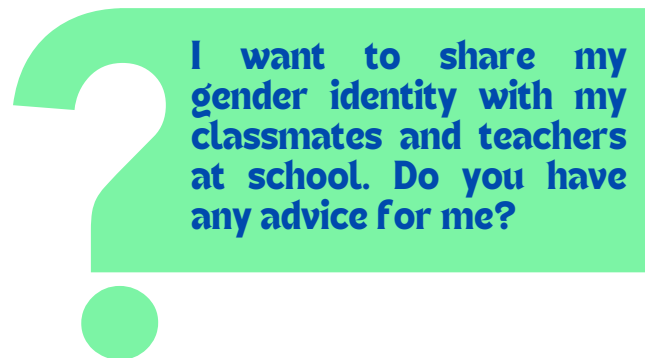 I want to share my
gender identity with my
classmates and teachers
at school. Do you have
any advice for me?